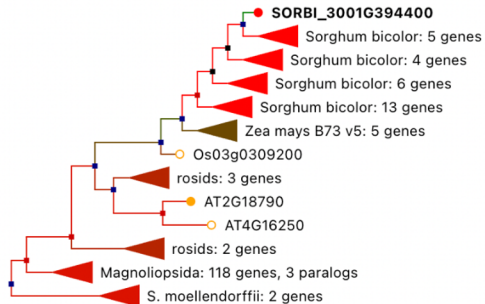 SORBI_3001G394400
Sorghum bicolor: 5 genes
Sorghum bicolor: 4 genes
Sorghum bicolor: 6 genes
Sorghum bicolor: 13 genes
Zea mays B73 v5: 5 genes
Os03g0309200
rosids: 3 genes
AT2G18790
AT4G16250
rosids: 2 genes
Magnoliopsida: 118 genes, 3 paralogs
S. moellendorffii: 2 genes